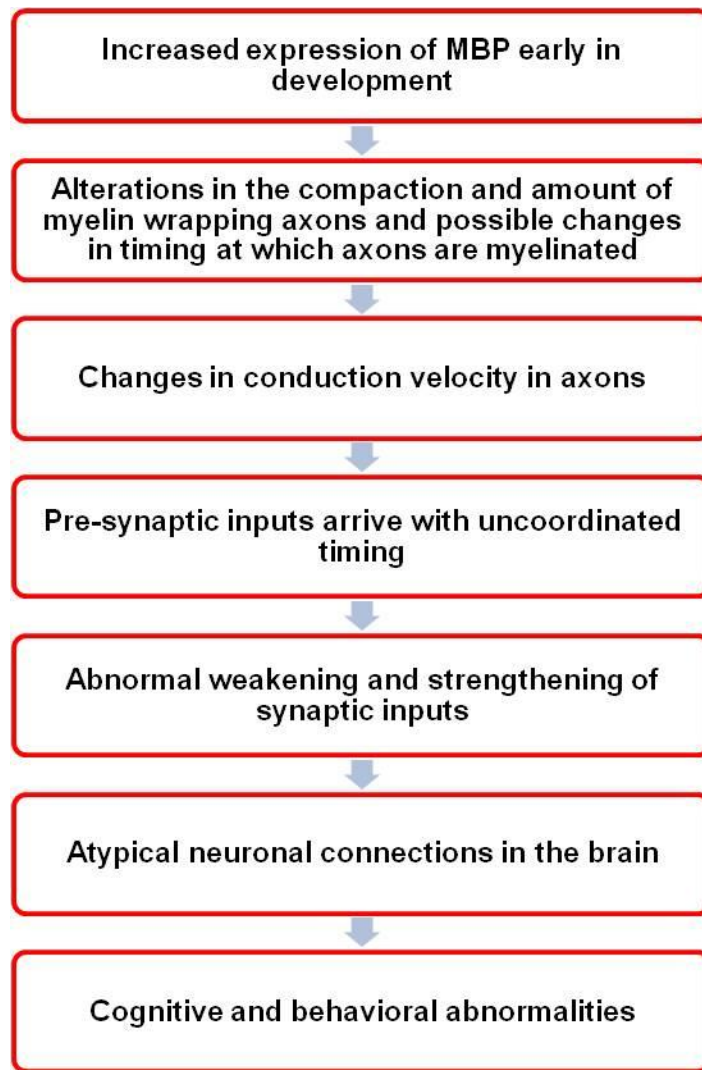 Increased expression of MBP early in
development
Alterations in the compaction and amount of
myelin wrapping axons and possible changes
in timing at which axons are myelinated
Changes in conduction velocity in axons
Pre-synaptic inputs arrive with uncoordinated
timing
Abnormal weakening and strengthening of
synaptic inputs
Atypical neuronal connections in the brain
Cognitive and behavioral abnormalities